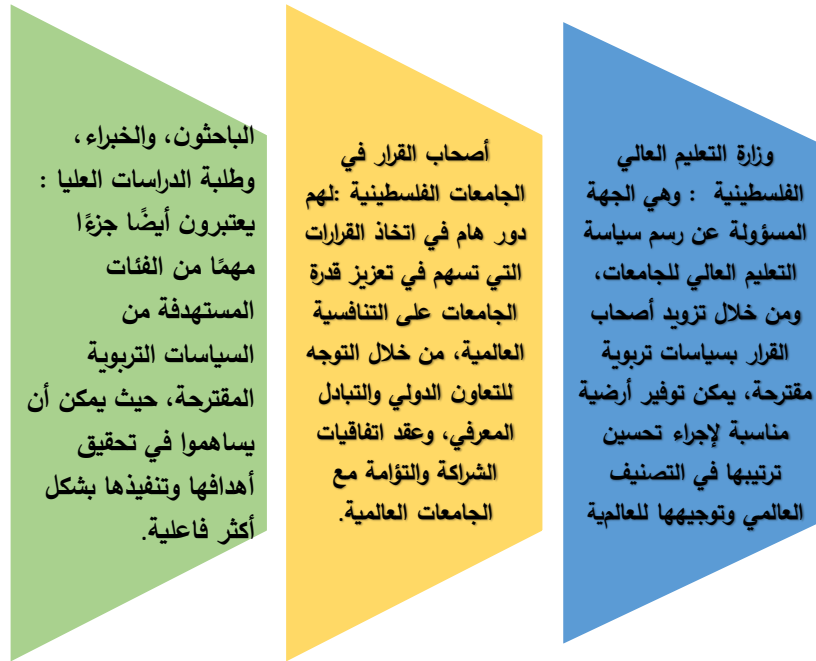 وزارة التعليم العالي
الفلسطينية : وهي الجهة
المسؤولة عن رسم سياسة
التعليم العالي للجامعات،
ومن خلال تزويد أصحاب
القرار بسياسات تربوية
مقترحة، يمكن توفير أرضية
مناسبة لإجراء تحسين
ترتيبها في التصنيف
العالمي وتوجيهها للعالمية
أصحاب القرار في
الجامعات الفلسطينية :لهم
دور هام في اتخاذ القرارات
التي تسهم في تعزيز قدرة
الجامعات على التنافسية
العالمية، من خلال التوجه
للتعاون الدولي والتبادل
المعرفي، وعقد اتفاقيات
الشراكة والتؤامة مع
الجامعات العالمية.
الباحثون، والخبراء،
وطلبة الدراسات العليا :
يعتبرون أيضًا جزءًا
مهمًا من الفئات
المستهدفة من
السياسات التربوية
المقترحة، حيث يمكن أن
يساهموا في تحقيق
أهدافها وتنفيذها بشكل
أكثر فاعلية.